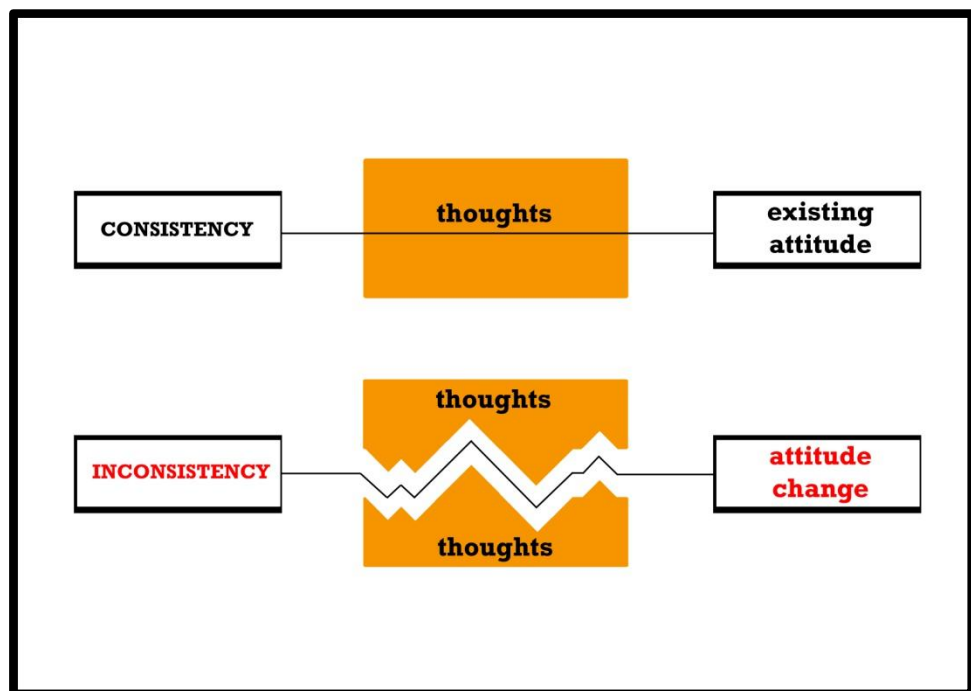 CONSISTENCY
thoughts
existing
attitude
thoughts
INCONSISTENCY
attitude
change
thoughts